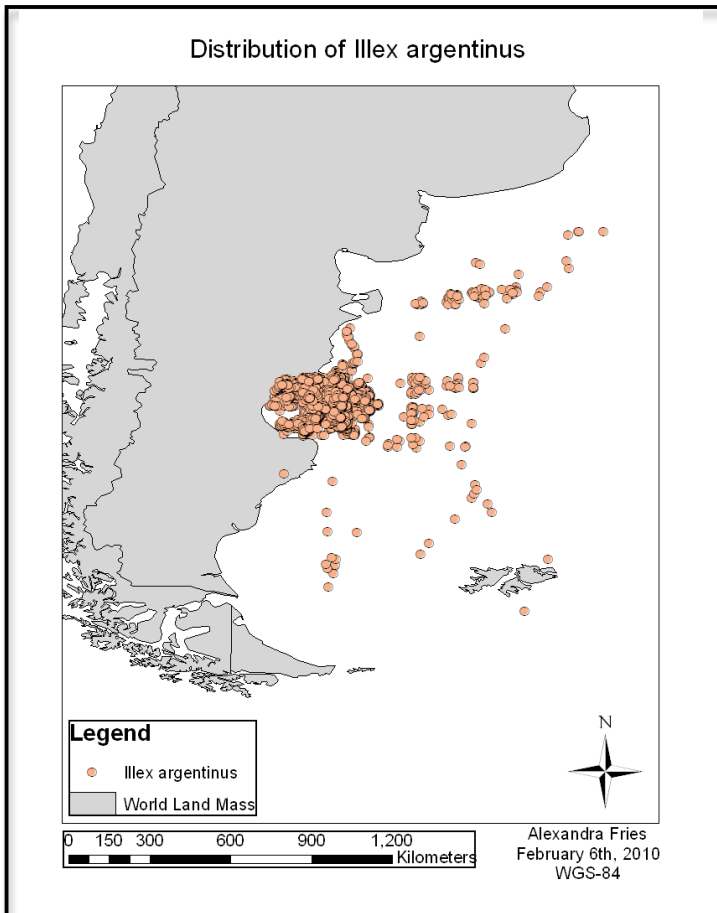 Distribution of Illex argentinus
N
Legend
Illex argentinus
World Land Mass
0 150 300 600 900 1,200
Kilometers
Alexandra Fries
February 6th, 2010
WGS-84